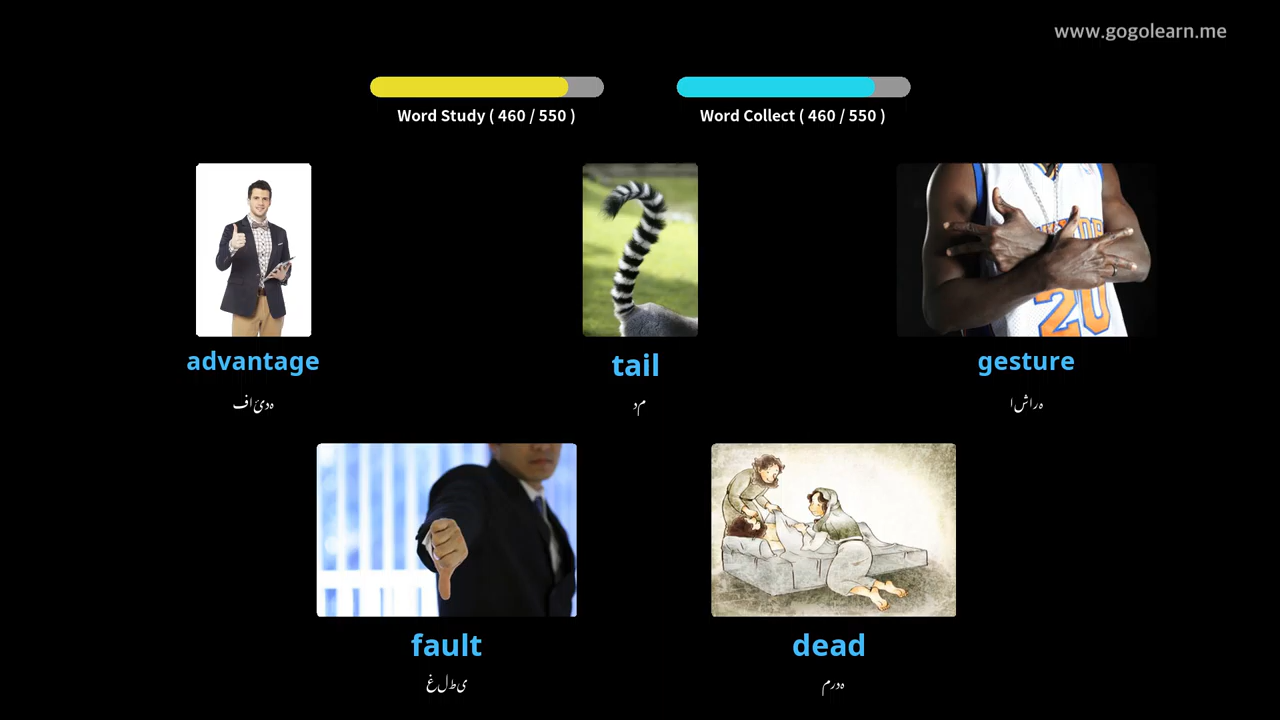 www.gogolearn.me
Word Study ( 460 / 550 )
Word Collect ( 460 / 550 )
20
advantage
tail
gesture
ہدئاف
مد
ہراشا
fault
dead
یطلغ
ہدرم